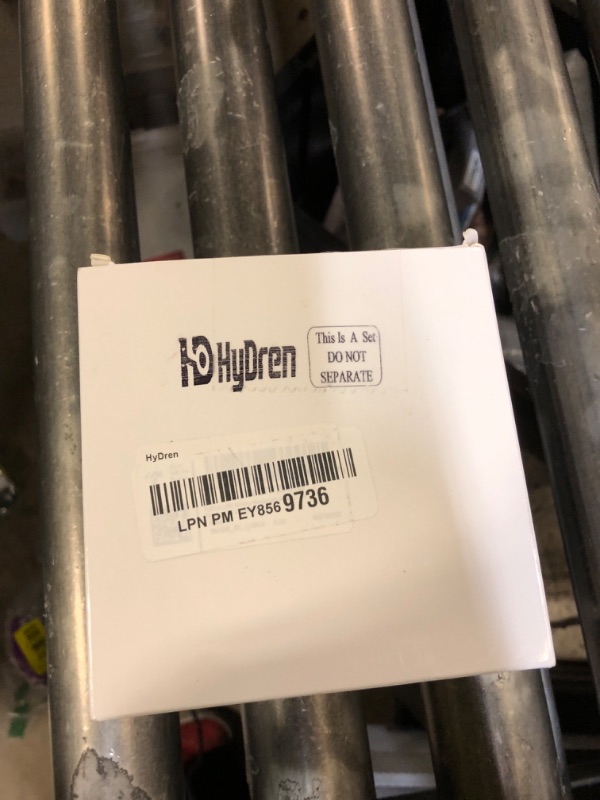 HyDren
This Is A Set
DO NOT
SEPARATE
HyDren
LPN PM EY856 9736